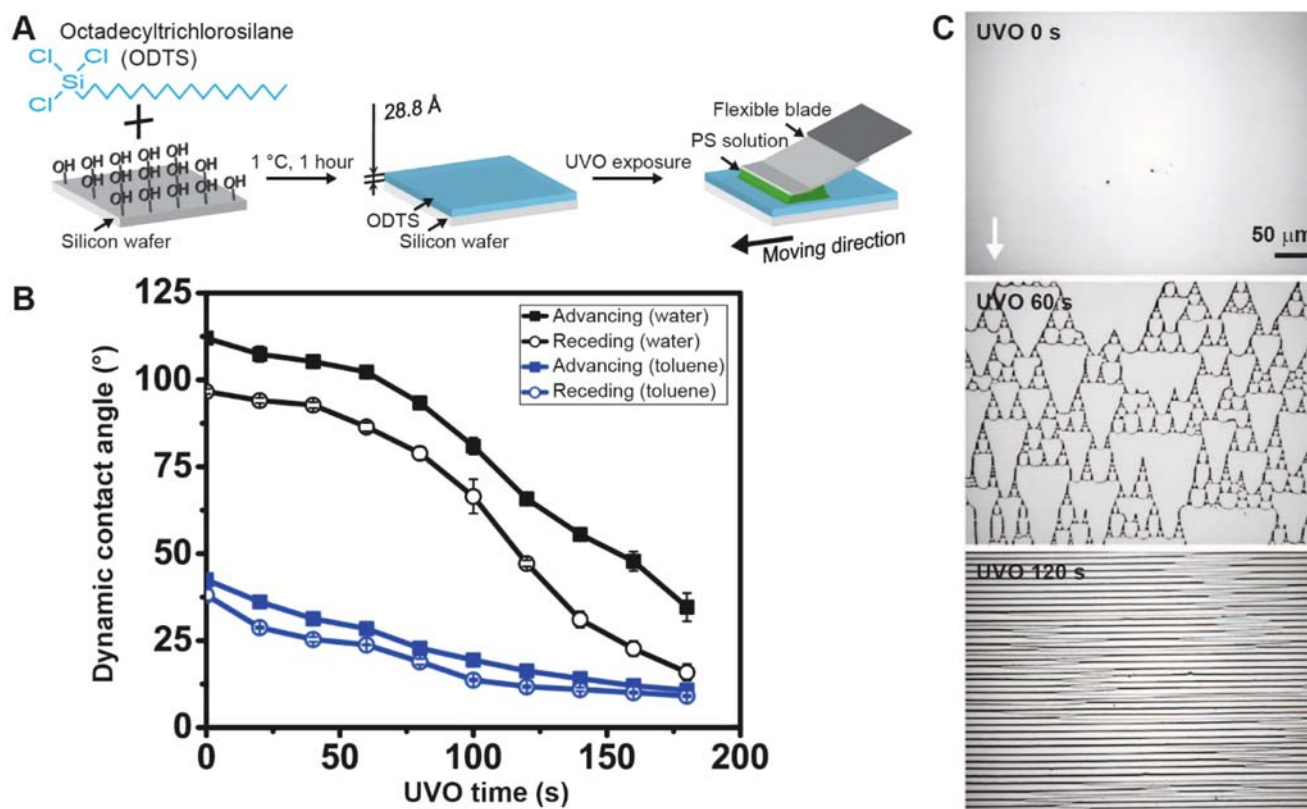 A
Octadecyltrichlorosilane
(ODTS)
Cl
Cl
Si
Cl
OH OH OH OH
OH OH OH OH OH
OH OH OH OH OH
Silicon wafer
1 °C, 1 hour
28.8 Å
ODTS
Silicon wafer
UVO exposure
Flexible blade
PS solution
Moving direction
B
Dynamic contact angle (°)
125
100
75
50
25
0
0
50
100
150
200
UVO time (s)
Advancing (water)
Receding (water)
Advancing (toluene)
Receding (toluene)
C
UVO 0 s
50 μm
UVO 60 s
UVO 120 s